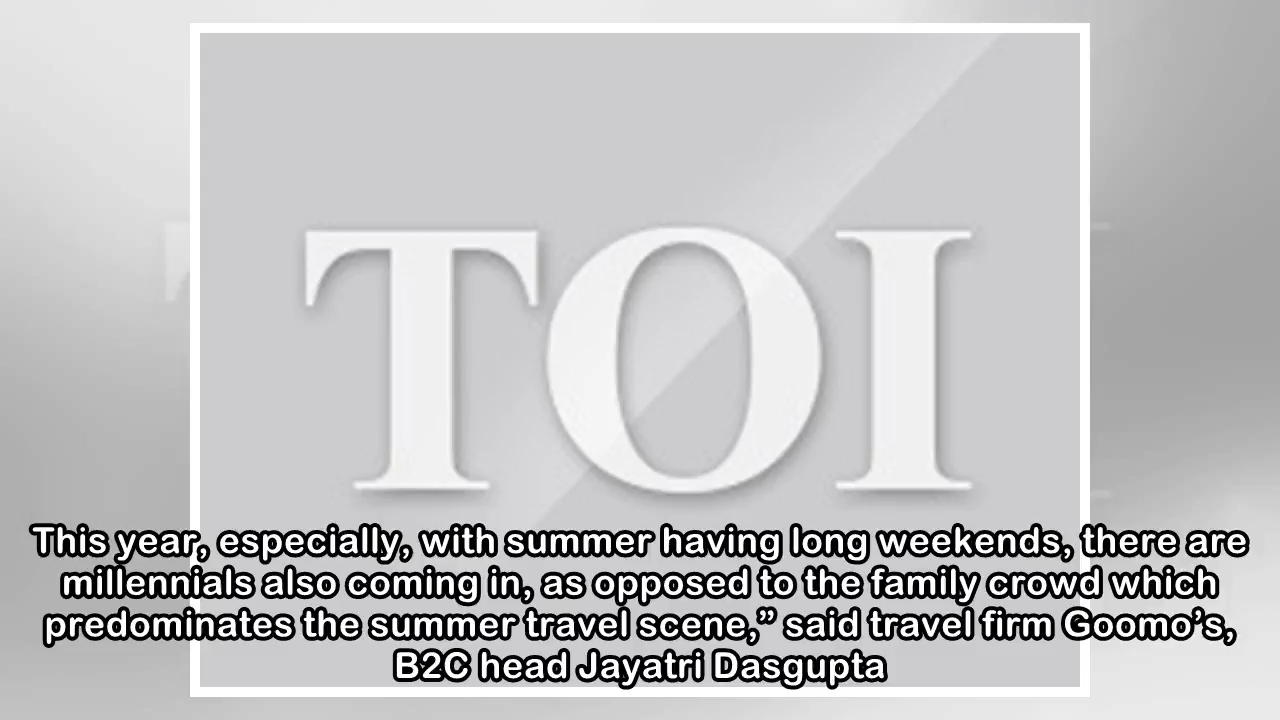 TOI
This year, especially, with summer having long weekends, there are
millennials also coming in, as opposed to the family crowd which
predominates the summer travel scene,” said travel firm Goomo’s,
B2C head Jayatri Dasgupta